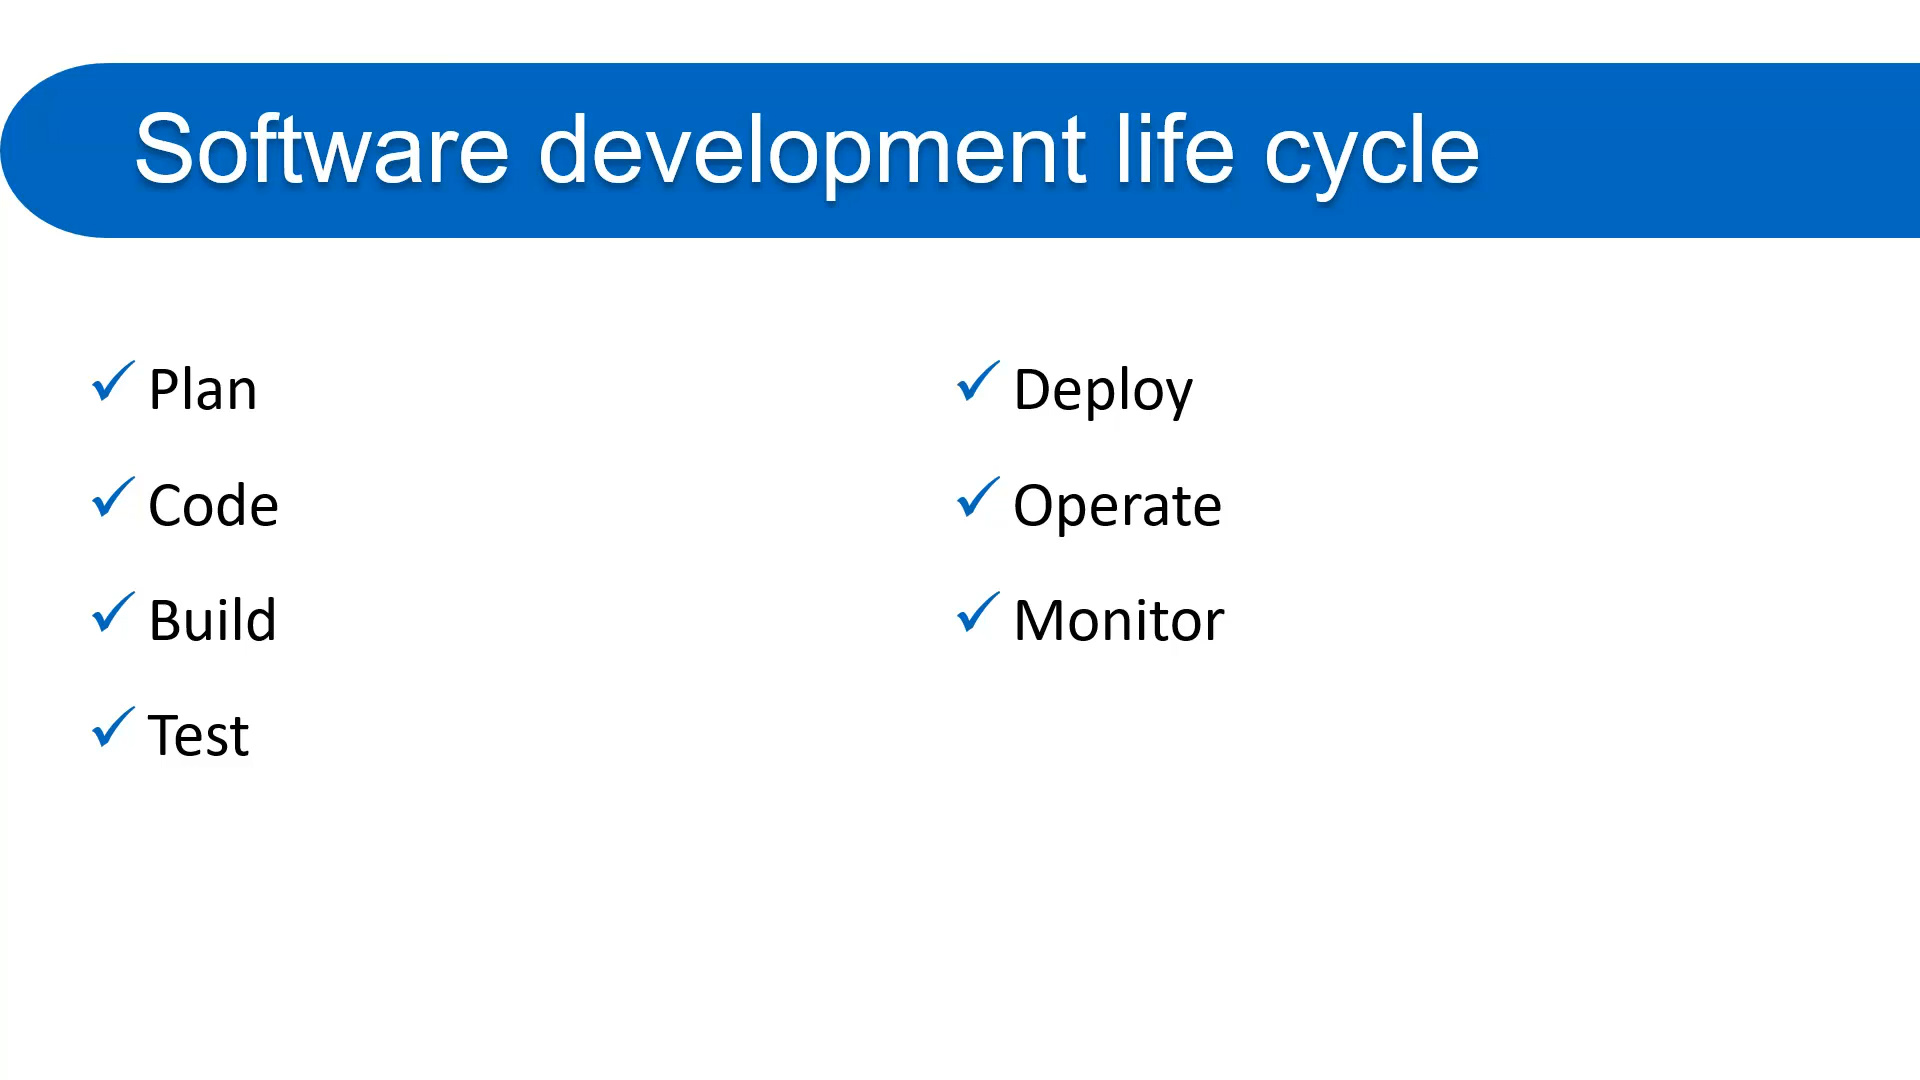 Software development life cycle
Plan
Code
Build
Test
Deploy
Operate
Monitor